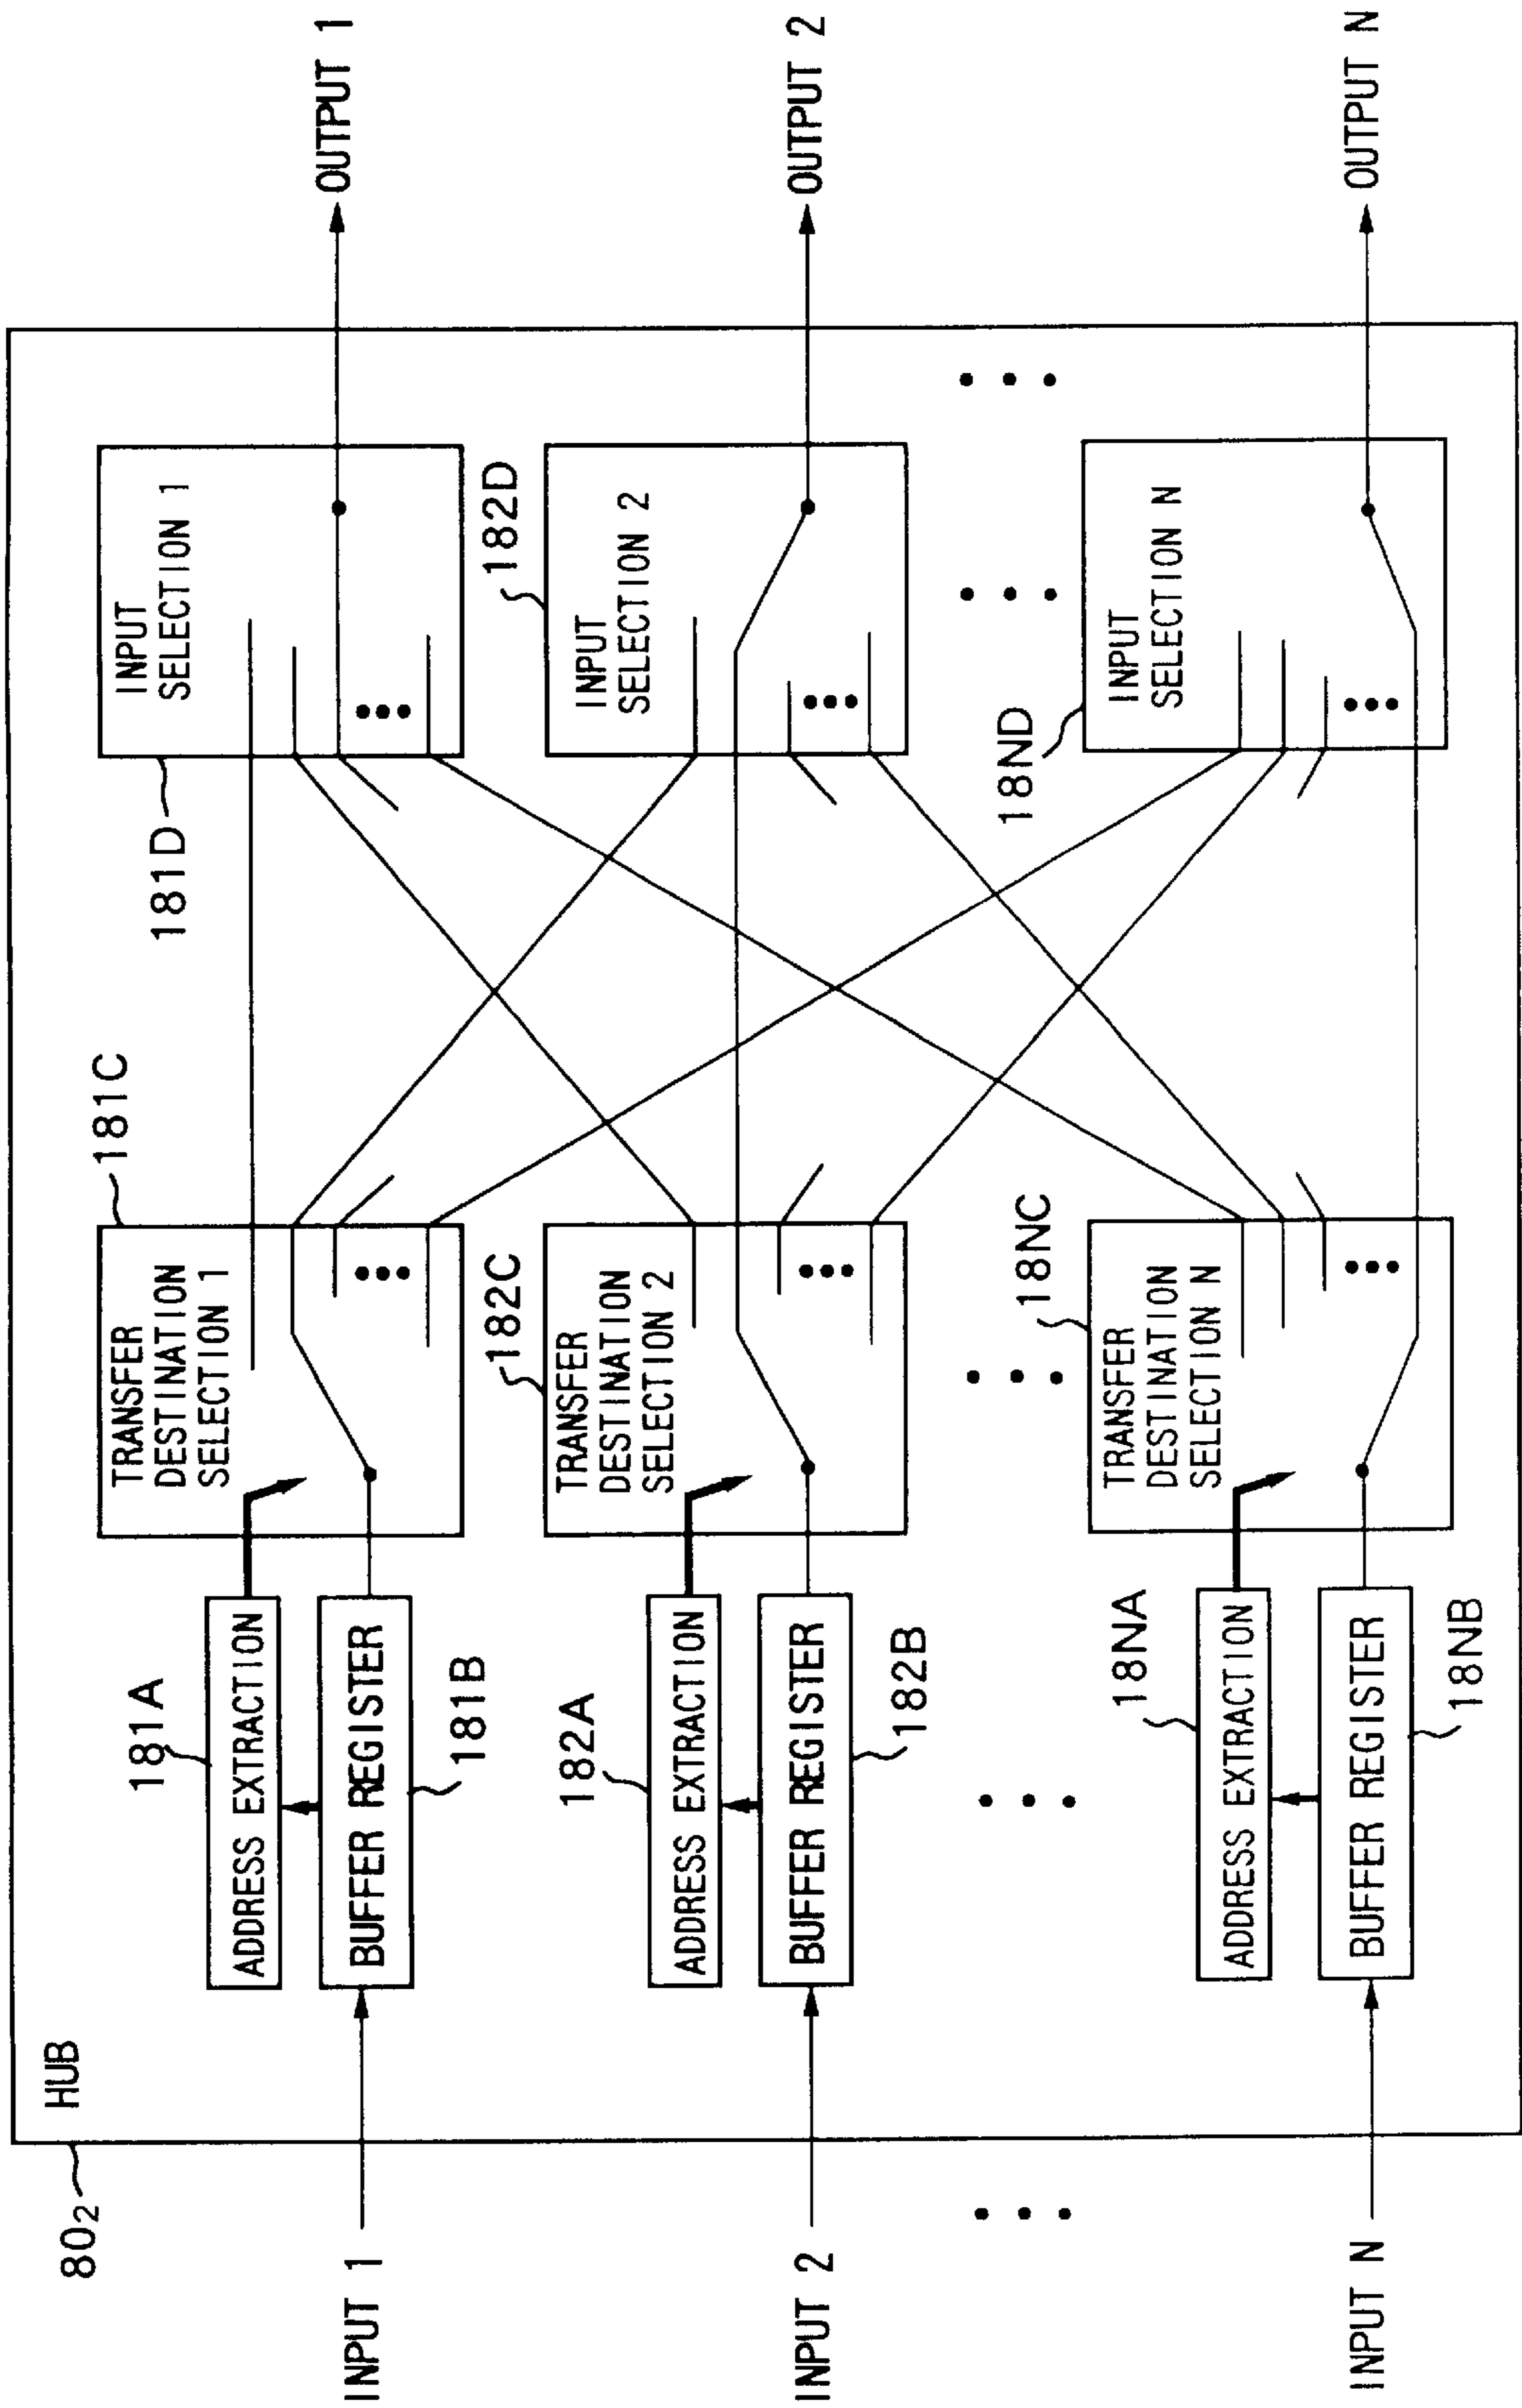 80₂
HUB
INPUT 1
181A
ADDRESS EXTRACTION
BUFFER REGISTER
181B
TRANSFER
DESTINATION
SELECTION 1
181C
181D
INPUT
SELECTION 1
OUTPUT 1
INPUT 2
182A
ADDRESS EXTRACTION
BUFFER REGISTER
182B
182C
TRANSFER
DESTINATION
SELECTION 2
182D
INPUT
SELECTION 2
OUTPUT 2
INPUT N
18NA
ADDRESS EXTRACTION
BUFFER REGISTER
18NB
18NC
TRANSFER
DESTINATION
SELECTION N
18ND
INPUT
SELECTION N
OUTPUT N